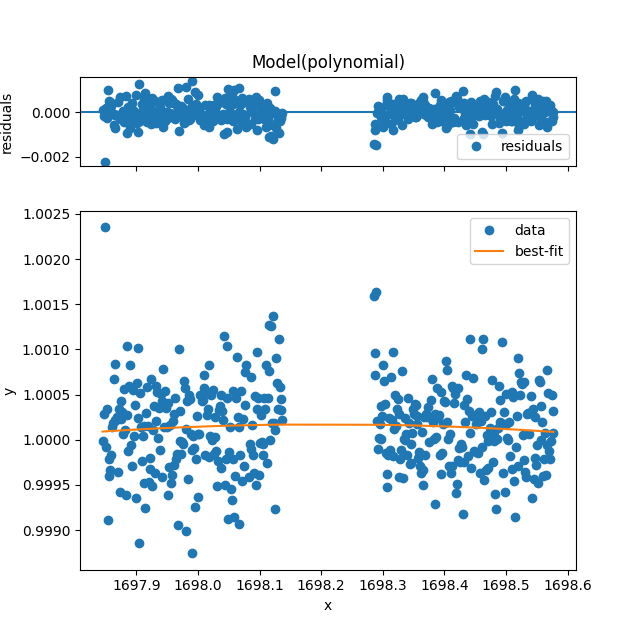 Model(polynomial)
residuals
0.000
−0.002
residuals
y
1.0025
1.0020
1.0015
1.0010
1.0005
1.0000
0.9995
0.9990
data
best-fit
1697.9 1698.0 1698.1 1698.2 1698.3 1698.4 1698.5 1698.6
x